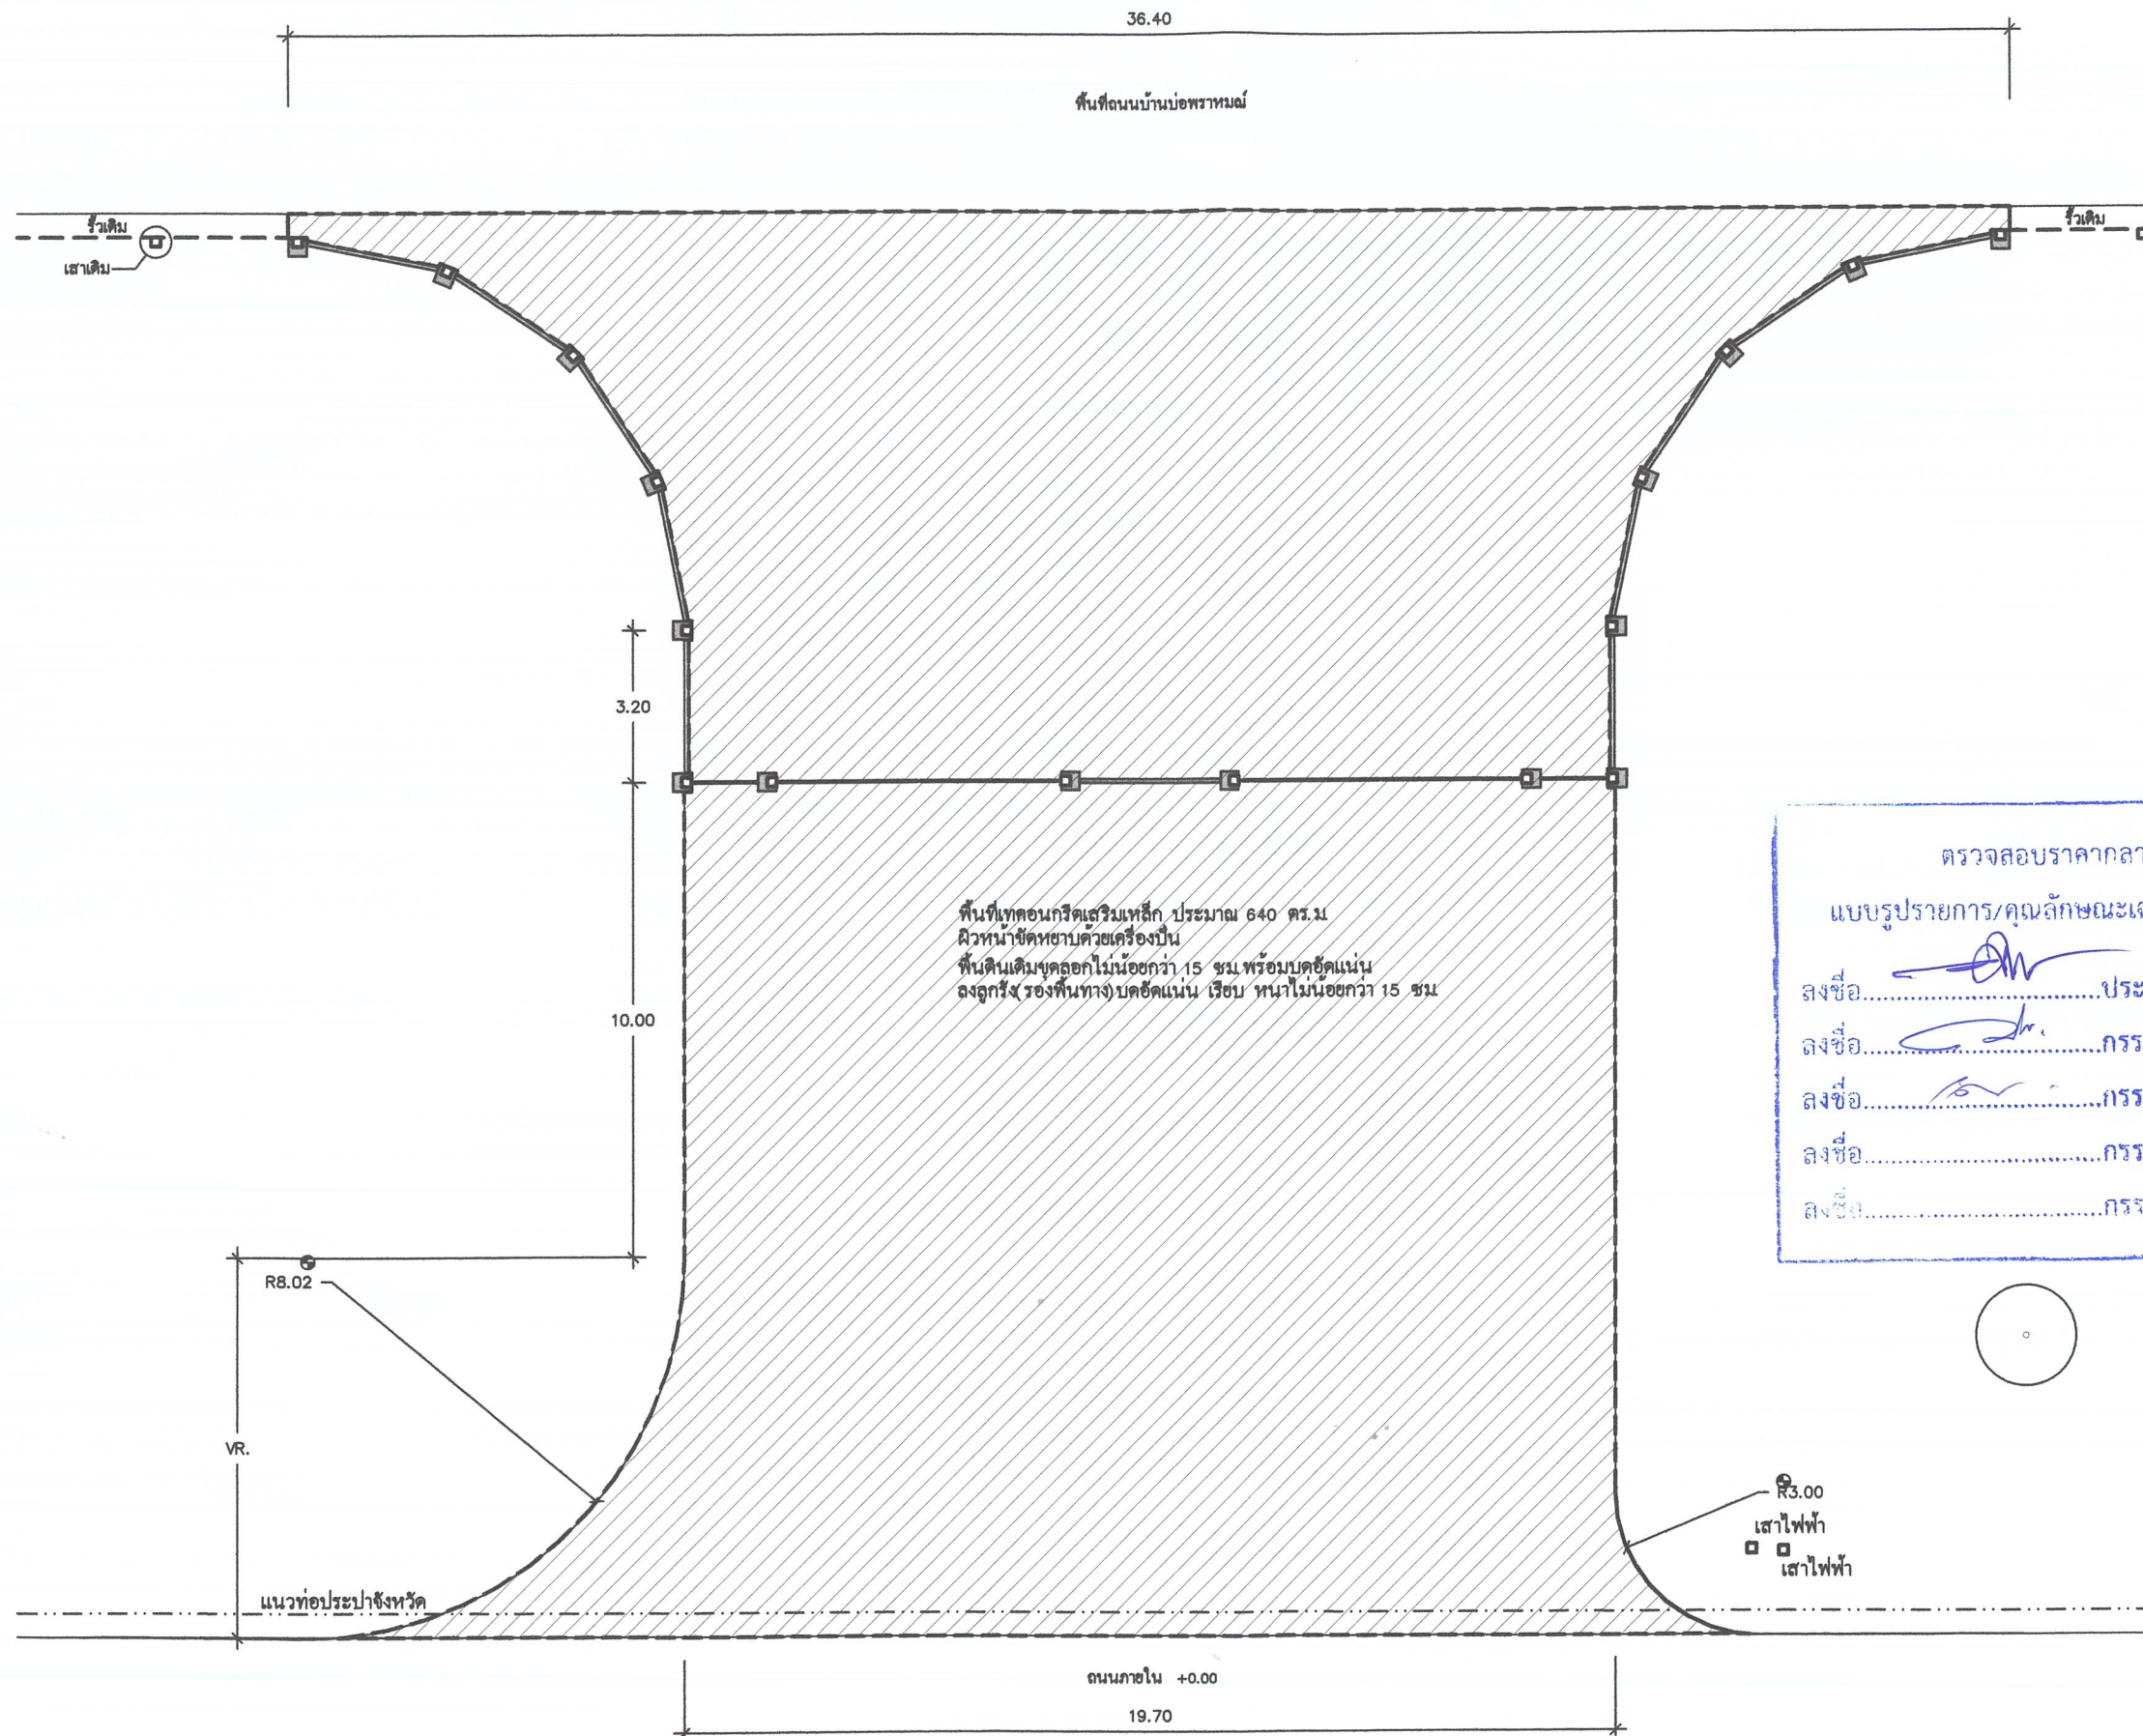 36.40
พื้นที่ถนนบ้านบ่อพราหมณ์
รั้วเดิม
รั้วเดิม
เสาเดิม
3.20
พื้นที่เทคอนกรีตเสริมเหล็ก ประมาณ 640 ตร.ม.
ผิวหน้าขัดหยาบด้วยเครื่องปั่น
พื้นดินเดิมขุดลอกไม่น้อยกว่า 15 ซม.พร้อมบดอัดแน่น
ลงลูกรัง(รองพื้นทาง)บดอัดแน่น เรียบ หนาไม่น้อยกว่า 15 ซม.
10.00
ตรวจสอบราคากลา
แบบรูปรายการ/คุณลักษณะเฉ
ลงชื่อ..............................ประ
ลงชื่อ..............................กรร
ลงชื่อ..............................กรร
ลงชื่อ..............................กรร
ลงชื่อ..............................กรร
R8.02
VR.
R3.00
เสาไฟฟ้า
เสาไฟฟ้า
แนวท่อประปาจังหวัด
ถนนภายใน +0.00
19.70